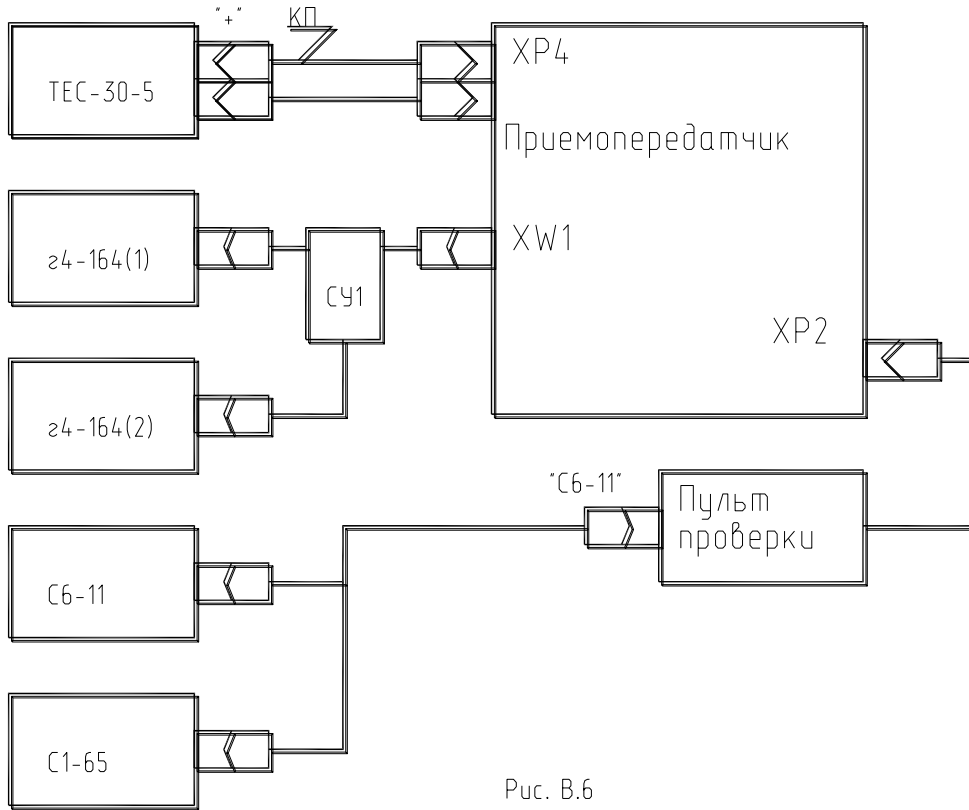 "+"
КП
ТЕС-30-5
XP4
Приемопередатчик
г4-164(1)
СУ1
XW1
XP2
г4-164(2)
"С6-11"
Пульт
проверки
С6-11
С1-65
Рис. В.6